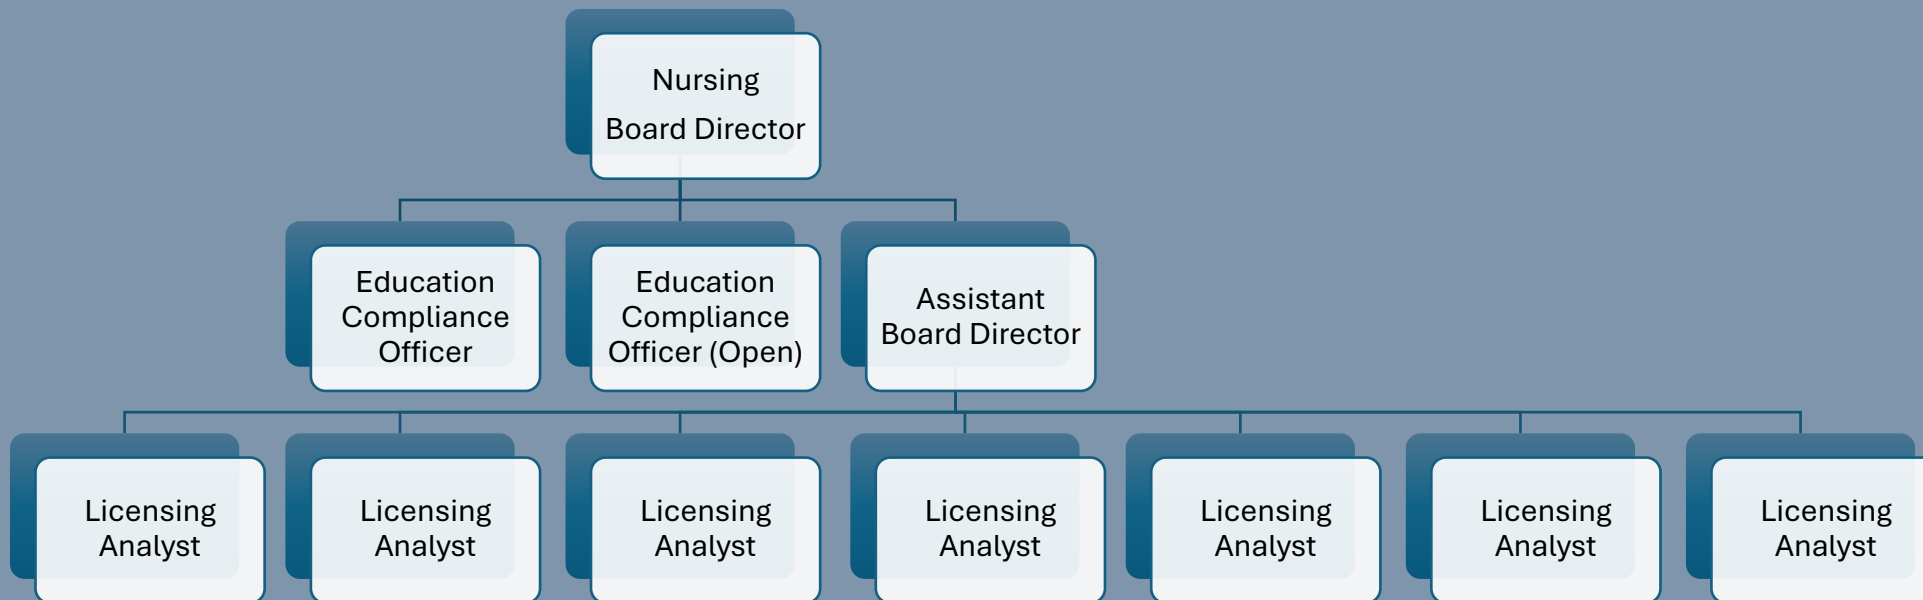 Nursing
Board Director
Education
Compliance
Officer
Education
Compliance
Officer (Open)
Assistant
Board Director
Licensing
Analyst
Licensing
Analyst
Licensing
Analyst
Licensing
Analyst
Licensing
Analyst
Licensing
Analyst
Licensing
Analyst